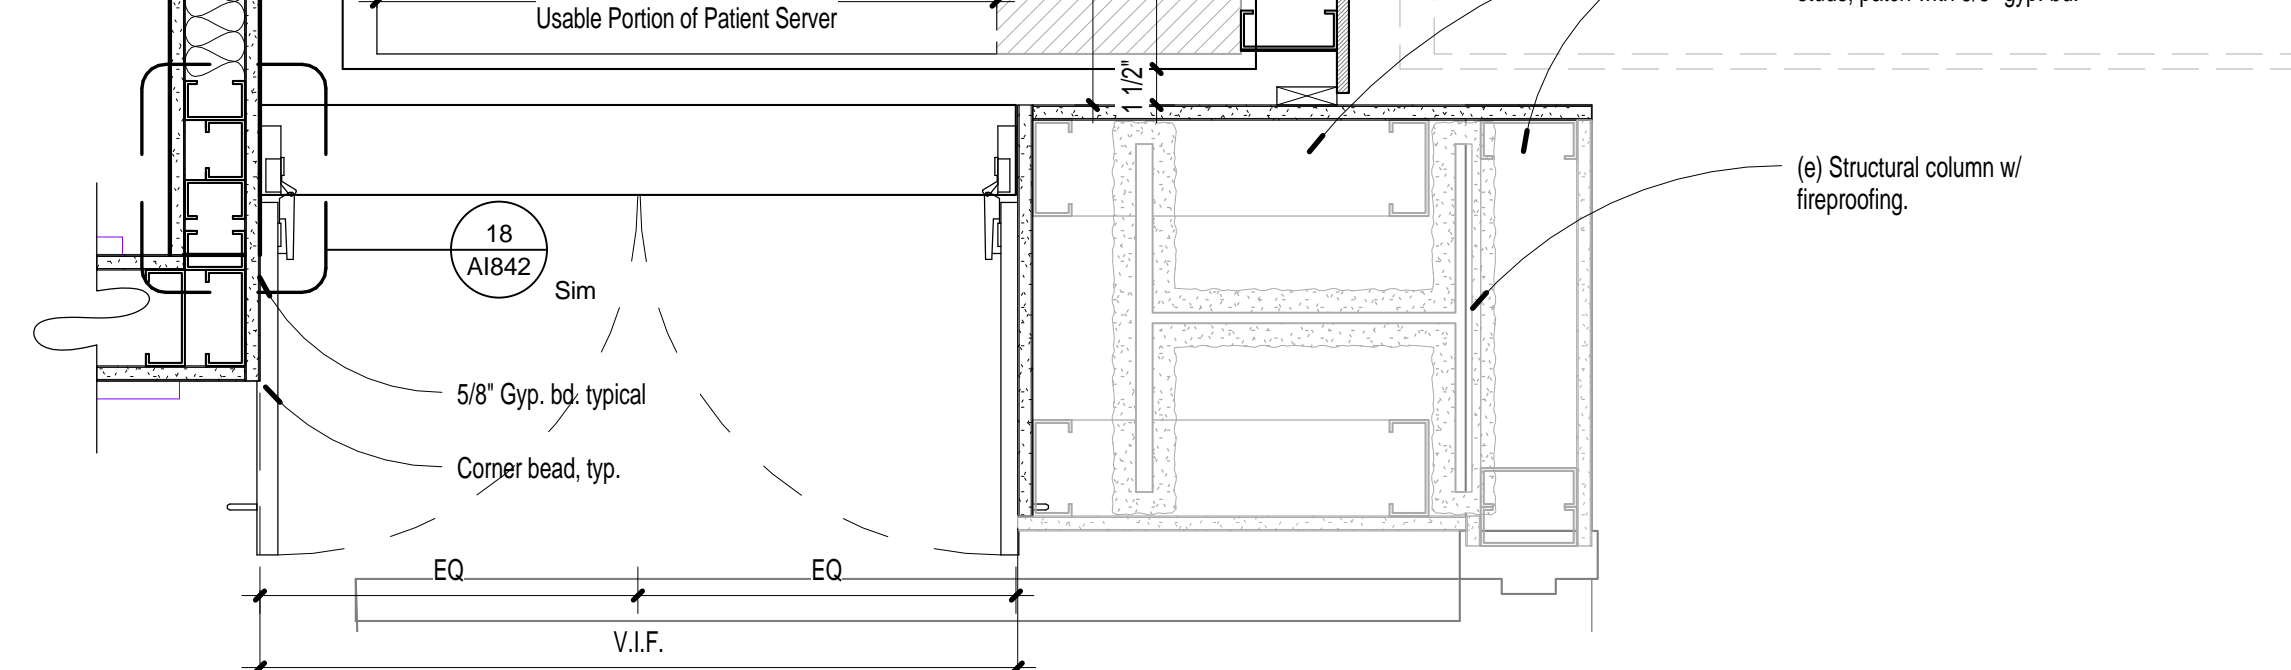 Usable Portion of Patient Server
1 1/2"
(e) Structural column w/
fireproofing.
18
AI842
Sim
5/8" Gyp. bd. typical
Corner bead, typ.
EQ
EQ
V.I.F.